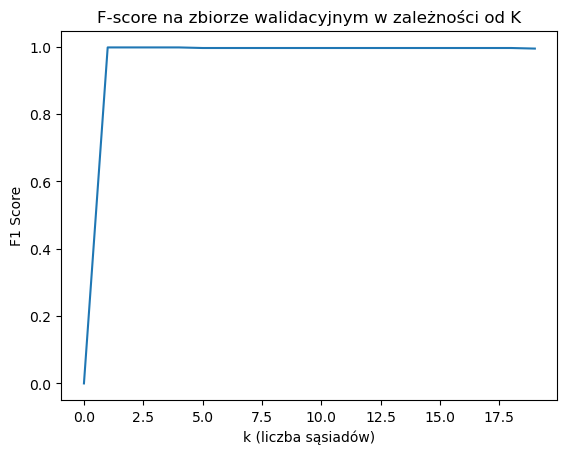 F-score na zbiorze walidacyjnym w zależności od K
1.0
0.8
0.6
0.4
0.2
0.0
F1 Score
0.0 2.5 5.0 7.5 10.0 12.5 15.0 17.5
k (liczba sąsiadów)